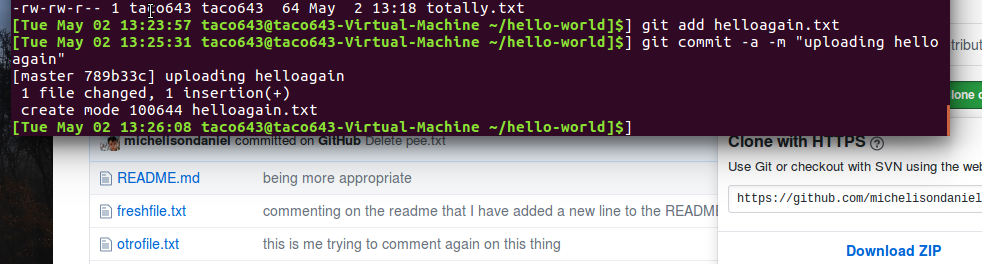 -rw-rw-r-- 1 taco643 taco643  64 May  2 13:18 totally.txt
[Tue May 02 13:23:57 taco643@taco643-Virtual-Machine ~/hello-world]$] git add helloagain.txt
[Tue May 02 13:25:31 taco643@taco643-Virtual-Machine ~/hello-world]$] git commit -a -m "uploading hello
again"
[master 789b33c] uploading helloagain
 1 file changed, 1 insertion(+)
 create mode 100644 helloagain.txt
[Tue May 02 13:26:08 taco643@taco643-Virtual-Machine ~/hello-world]$]
michelisondaniel committed on GitHub Delete pee.txt
README.md being more appropriate
freshfile.txt commenting on the readme that I have added a new line to the README
otrofile.txt this is me trying to comment again on this thing
tribut
lone o
Clone with HTTPS
Use Git or checkout with SVN using the web
https://github.com/michelisondaniel
Download ZIP